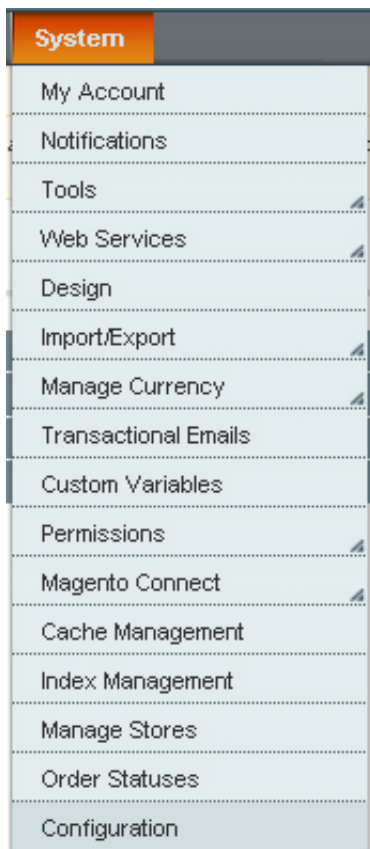 System
My Account
Notifications
Tools
Web Services
Design
Import/Export
Manage Currency
Transactional Emails
Custom Variables
Permissions
Magento Connect
Cache Management
Index Management
Manage Stores
Order Statuses
Configuration